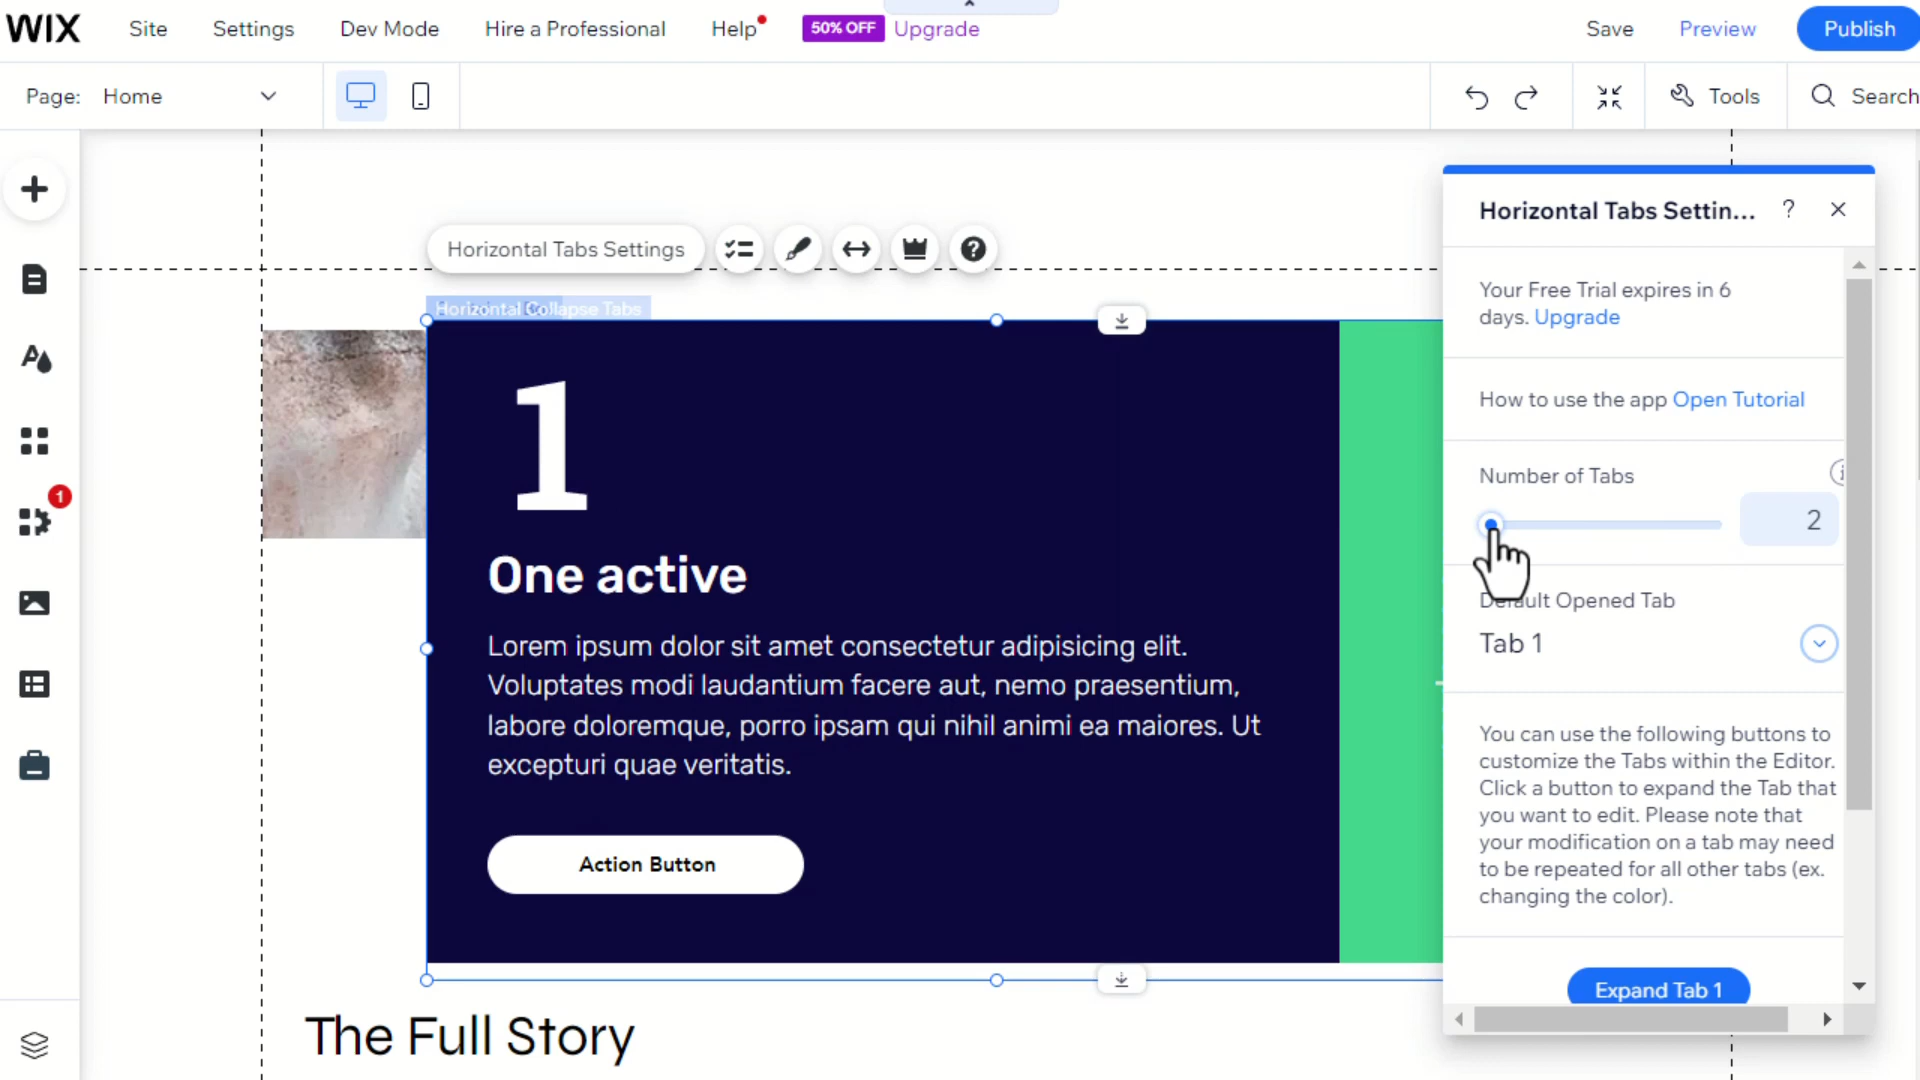 WIX Site Settings Dev Mode Hire a Professional Help 50% OFF Upgrade Save Preview Publish
Page: Home Tools Search
Horizontal Tabs Settin... ?
Horizontal Tabs Settings
Your Free Trial expires in 6
days. Upgrade
Horizontal Collapse Tabs
How to use the app Open Tutorial
1
Number of Tabs
1
2
One active
Default Opened Tab
Tab 1
Lorem ipsum dolor sit amet consectetur adipisicing elit.
Voluptates modi laudantium facere aut, nemo praesentium,
labore doloremque, porro ipsam qui nihil animi ea maiores. Ut
excepturi quae veritatis.
You can use the following buttons to
customize the Tabs within the Editor.
Click a button to expand the Tab that
you want to edit. Please note that
your modification on a tab may need
to be repeated for all other tabs (ex.
changing the color).
Action Button
Expand Tab 1
The Full Story